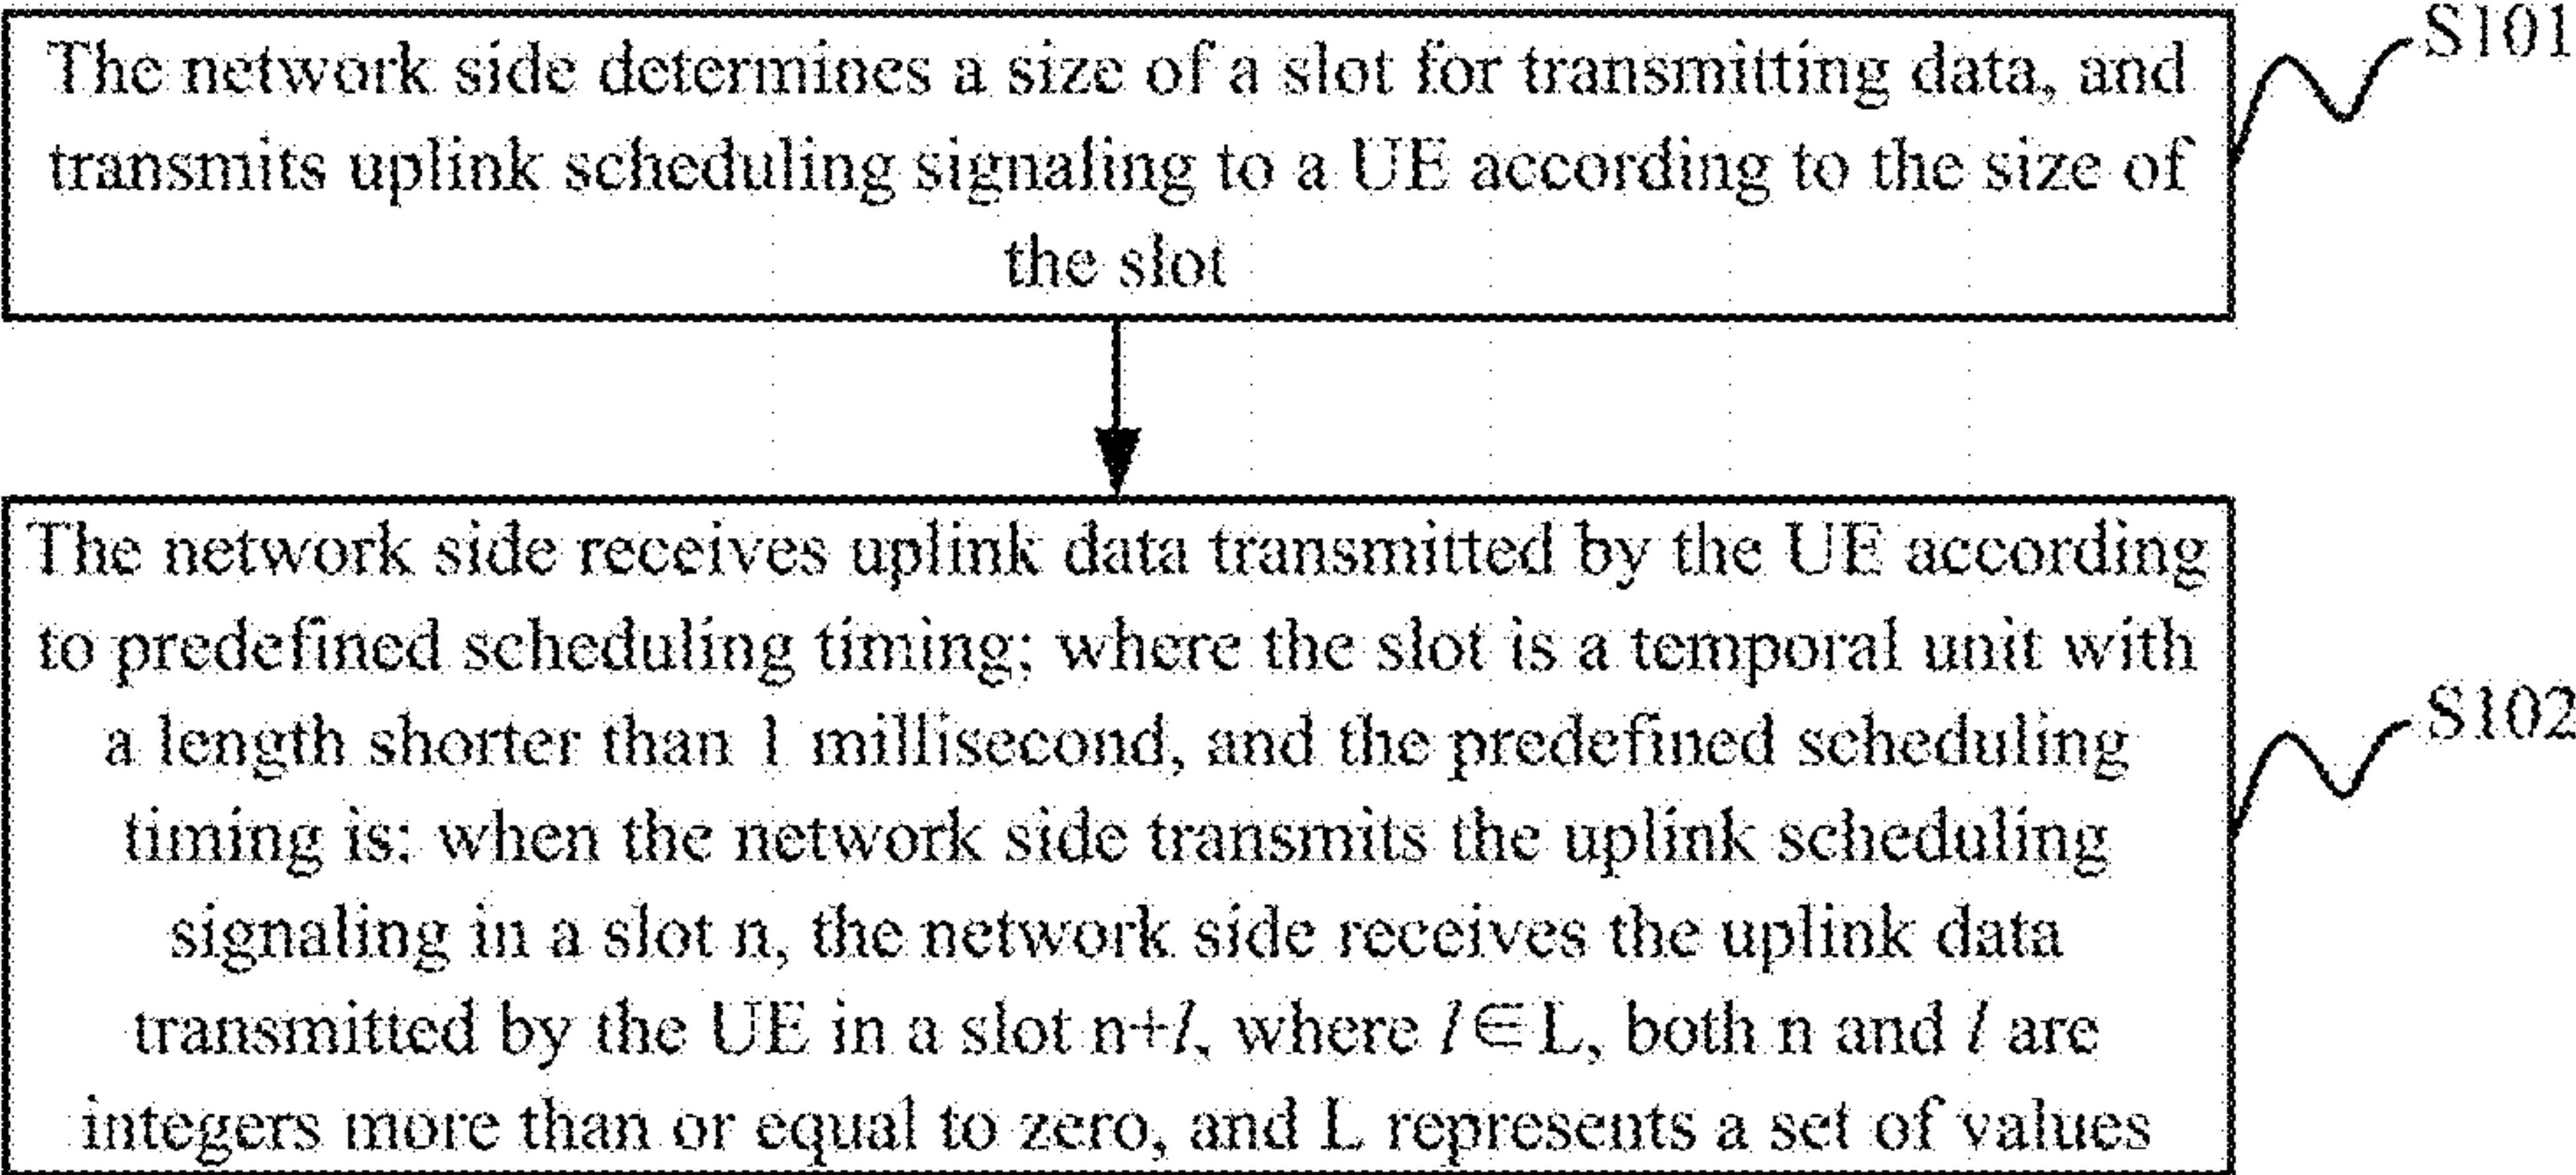 The network side determines a size of a slot for transmitting data, and
transmits uplink scheduling signaling to a UE according to the size of
the slot
S101
The network side receives uplink data transmitted by the UE according
to predefined scheduling timing; where the slot is a temporal unit with
a length shorter than 1 millisecond, and the predefined scheduling
timing is: when the network side transmits the uplink scheduling
signaling in a slot n, the network side receives the uplink data
transmitted by the UE in a slot n+l, where l∈L, both n and l are
integers more than or equal to zero, and L represents a set of values
S102